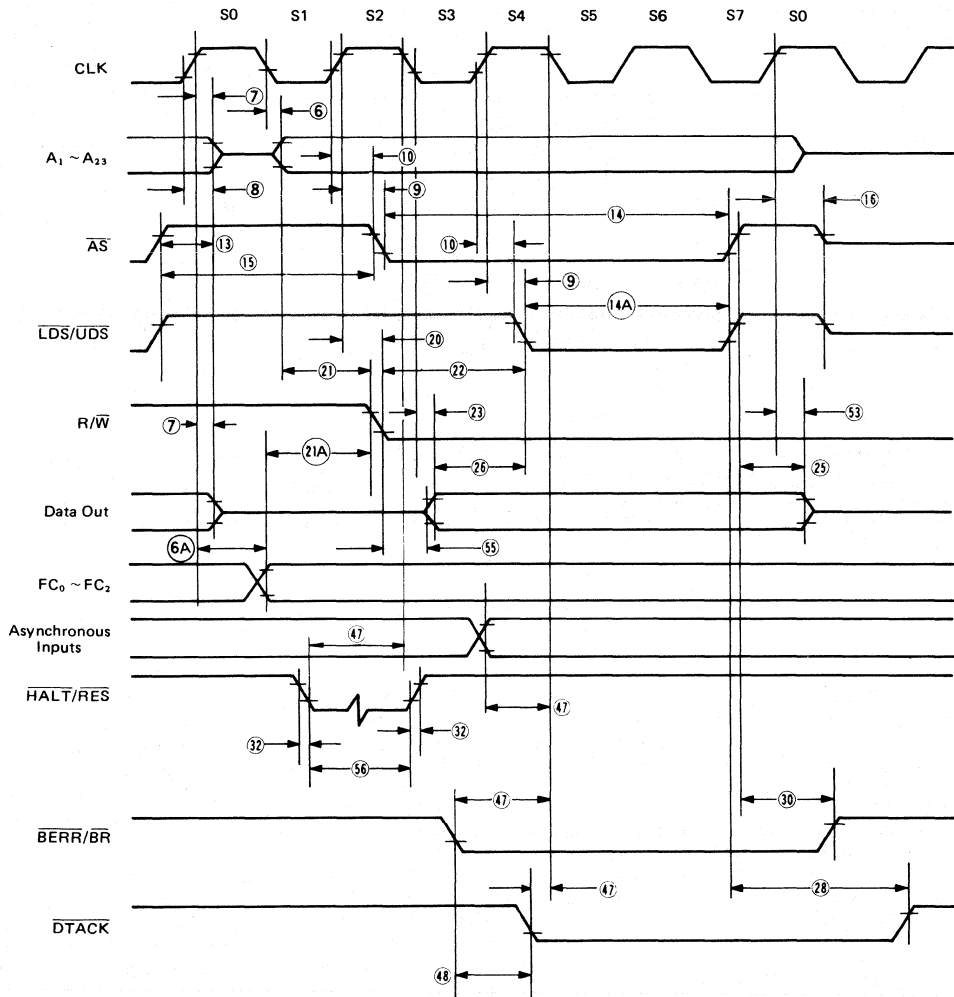 S0 S1 S2 S3 S4 S5 S6 S7 S0
CLK
7 6
A₁ ~ A₂₃
10
8 9
14 16
AS
13 10
15
9
14A
LDS/UDS
20
21 22
23
R/W
7 53
21A
26 25
Data Out
6A 55
FC₀ ~ FC₂
Asynchronous
Inputs
47
HALT/RES
47
32 32
56
47 30
BERR/BR
47 28
DTACK
48